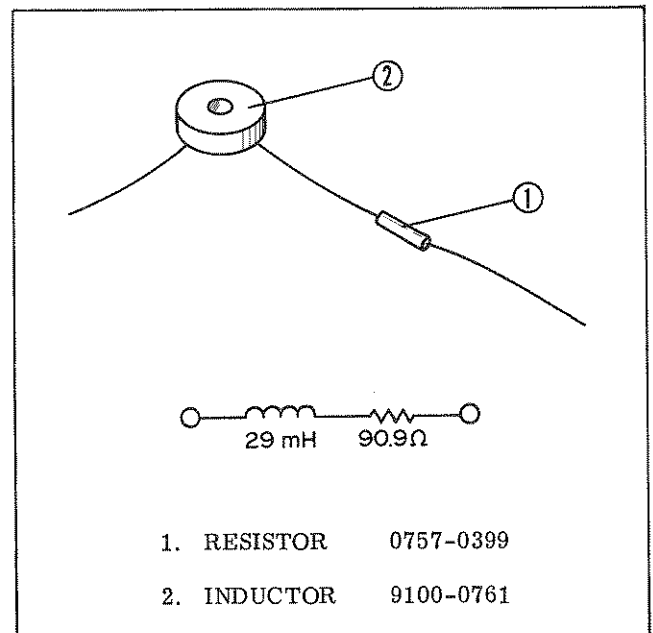 ②
①
29 mH 90.9Ω
1. RESISTOR 0757-0399
2. INDUCTOR 9100-0761